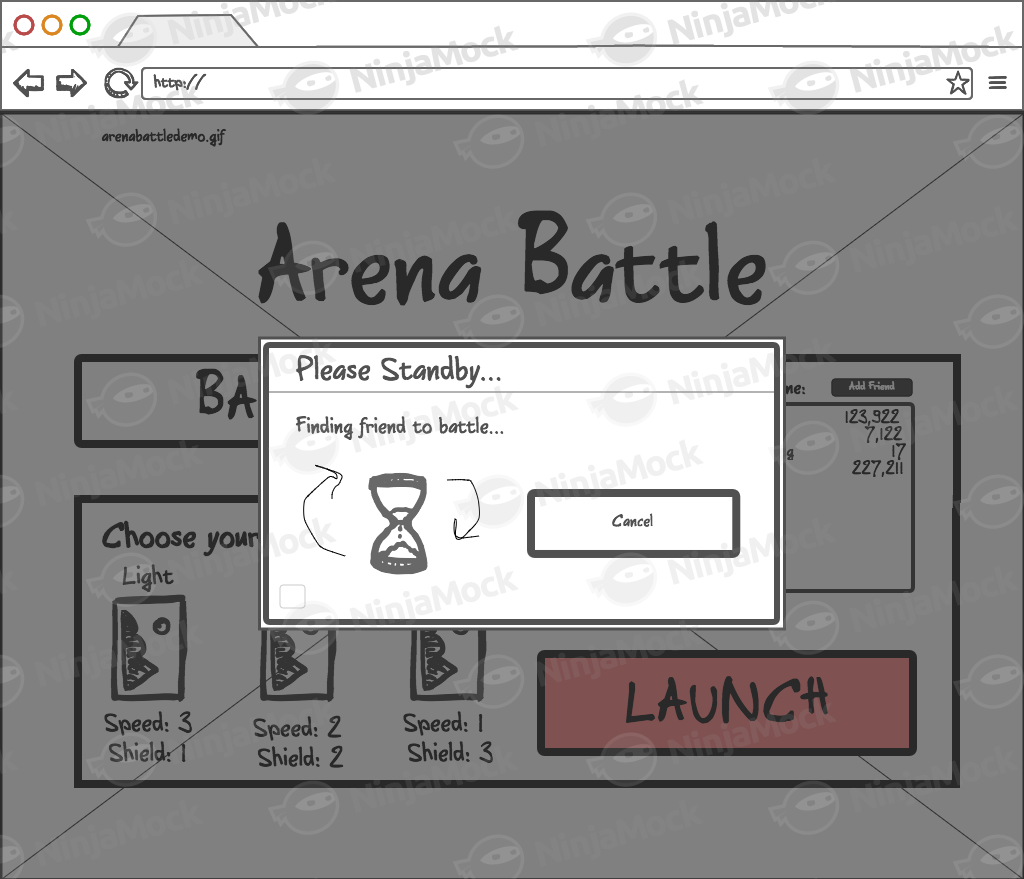 http://
arenabattledemo.gif
Arena Battle
Please Standby...
Finding friend to battle...
Cancel
Add Friend
123,922
7,122
17
227,211
Choose your
Light
Speed: 3
Shield: 1
Speed: 2
Shield: 2
Speed: 1
Shield: 3
LAUNCH
NinjaMock